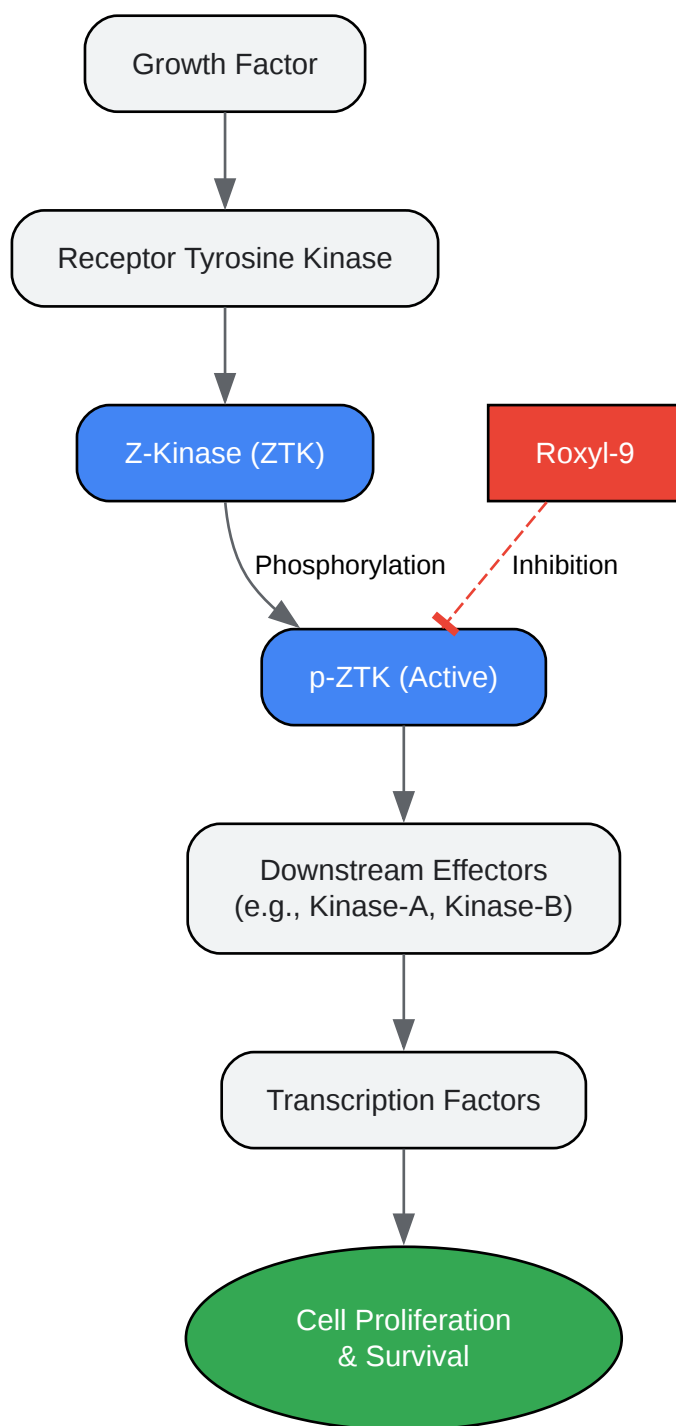 Growth Factor
Receptor Tyrosine Kinase
Z-Kinase (ZTK)
Roxyl-9
Phosphorylation
Inhibition
p-ZTK (Active)
Downstream Effectors
(e.g., Kinase-A, Kinase-B)
Transcription Factors
Cell Proliferation
& Survival